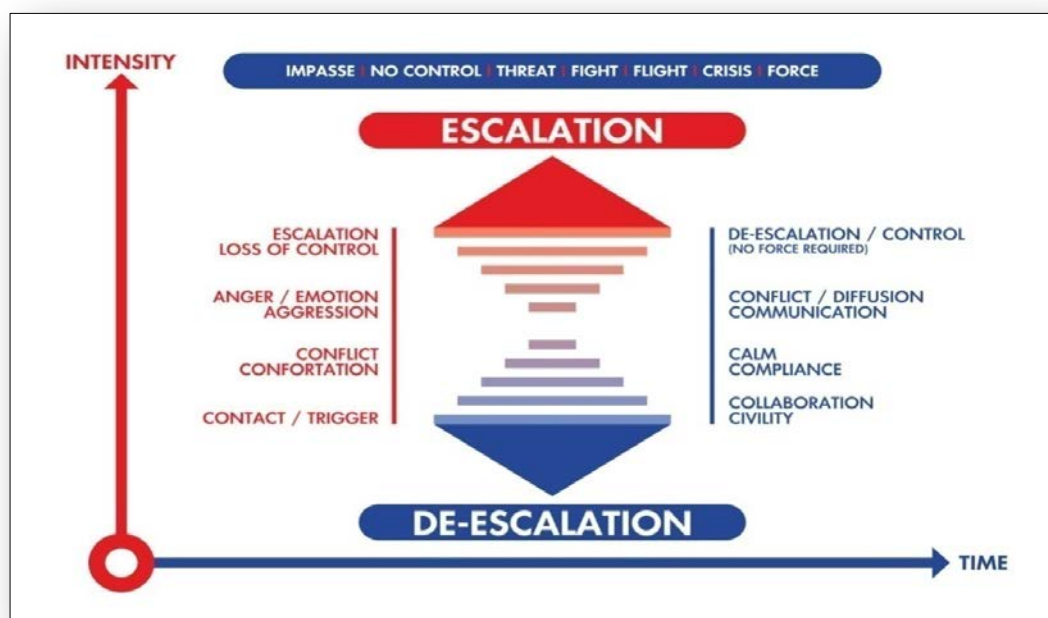 INTENSITY
IMPASSE | NO CONTROL | THREAT | FIGHT | FLIGHT | CRISIS | FORCE
ESCALATION
ESCALATION
LOSS OF CONTROL
ANGER / EMOTION
AGGRESSION
CONFLICT
CONFORTATION
CONTACT / TRIGGER
DE-ESCALATION / CONTROL
(NO FORCE REQUIRED)
CONFLICT / DIFFUSION
COMMUNICATION
CALM
COMPLIANCE
COLLABORATION
CIVILITY
DE-ESCALATION
TIME